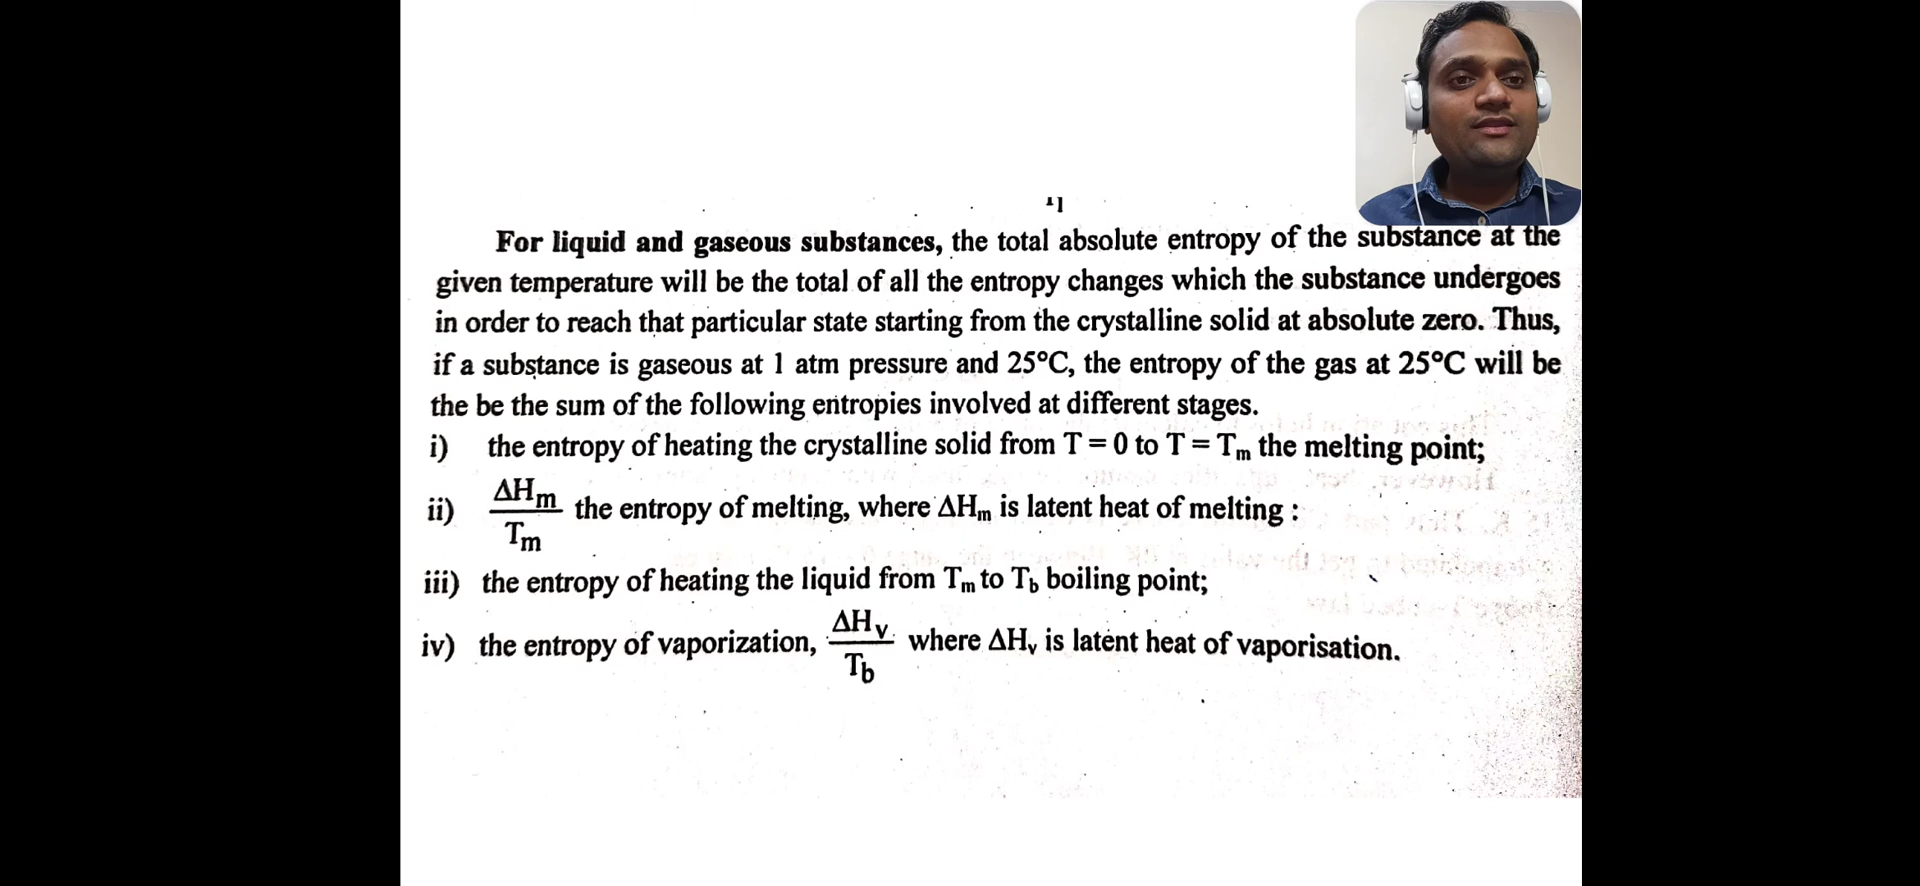 For liquid and gaseous substances, the total absolute entropy of the substance at the
given temperature will be the total of all the entropy changes which the substance undergoes
in order to reach that particular state starting from the crystalline solid at absolute zero. Thus,
if a substance is gaseous at 1 atm pressure and 25°C, the entropy of the gas at 25°C will be
the be the sum of the following entropies involved at different stages.
i) the entropy of heating the crystalline solid from T = 0 to T = Tm the melting point;
ii) ΔHm/Tm the entropy of melting, where ΔHm is latent heat of melting :
iii) the entropy of heating the liquid from Tm to Tb boiling point;
iv) the entropy of vaporization, ΔHv/Tb where ΔHv is latent heat of vaporisation.